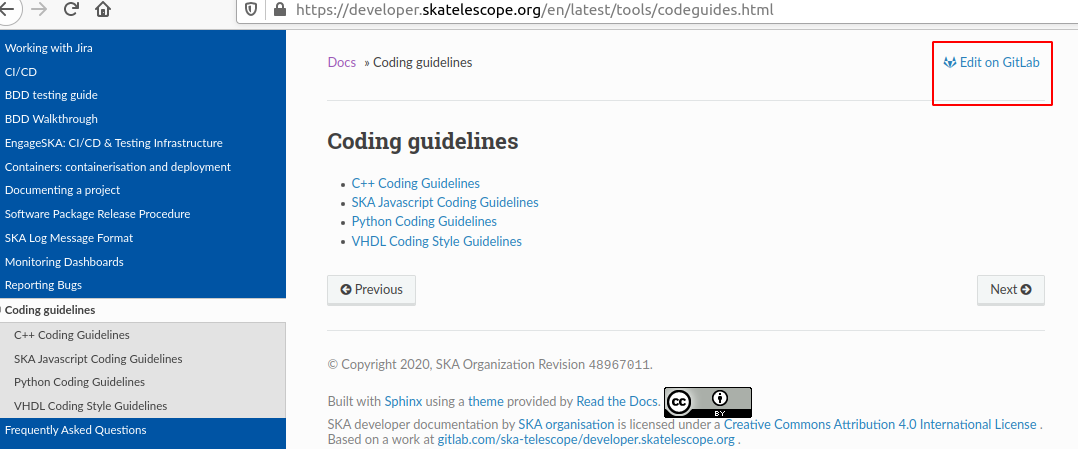 https://developer.skatelescope.org/en/latest/tools/codeguides.html
Working with Jira
CI/CD
BDD testing guide
BDD Walkthrough
EngageSKA: CI/CD & Testing Infrastructure
Containers: containerisation and deployment
Documenting a project
Software Package Release Procedure
SKA Log Message Format
Monitoring Dashboards
Reporting Bugs
Coding guidelines
C++ Coding Guidelines
SKA Javascript Coding Guidelines
Python Coding Guidelines
VHDL Coding Style Guidelines
Frequently Asked Questions
Docs » Coding guidelines
Edit on GitLab
Coding guidelines
C++ Coding Guidelines
SKA Javascript Coding Guidelines
Python Coding Guidelines
VHDL Coding Style Guidelines
Previous
Next
© Copyright 2020, SKA Organization Revision 48967011.
Built with Sphinx using a theme provided by Read the Docs. cc BY
SKA developer documentation by SKA organisation is licensed under a Creative Commons Attribution 4.0 International License .
Based on a work at gitlab.com/ska-telescope/developer.skatelescope.org .